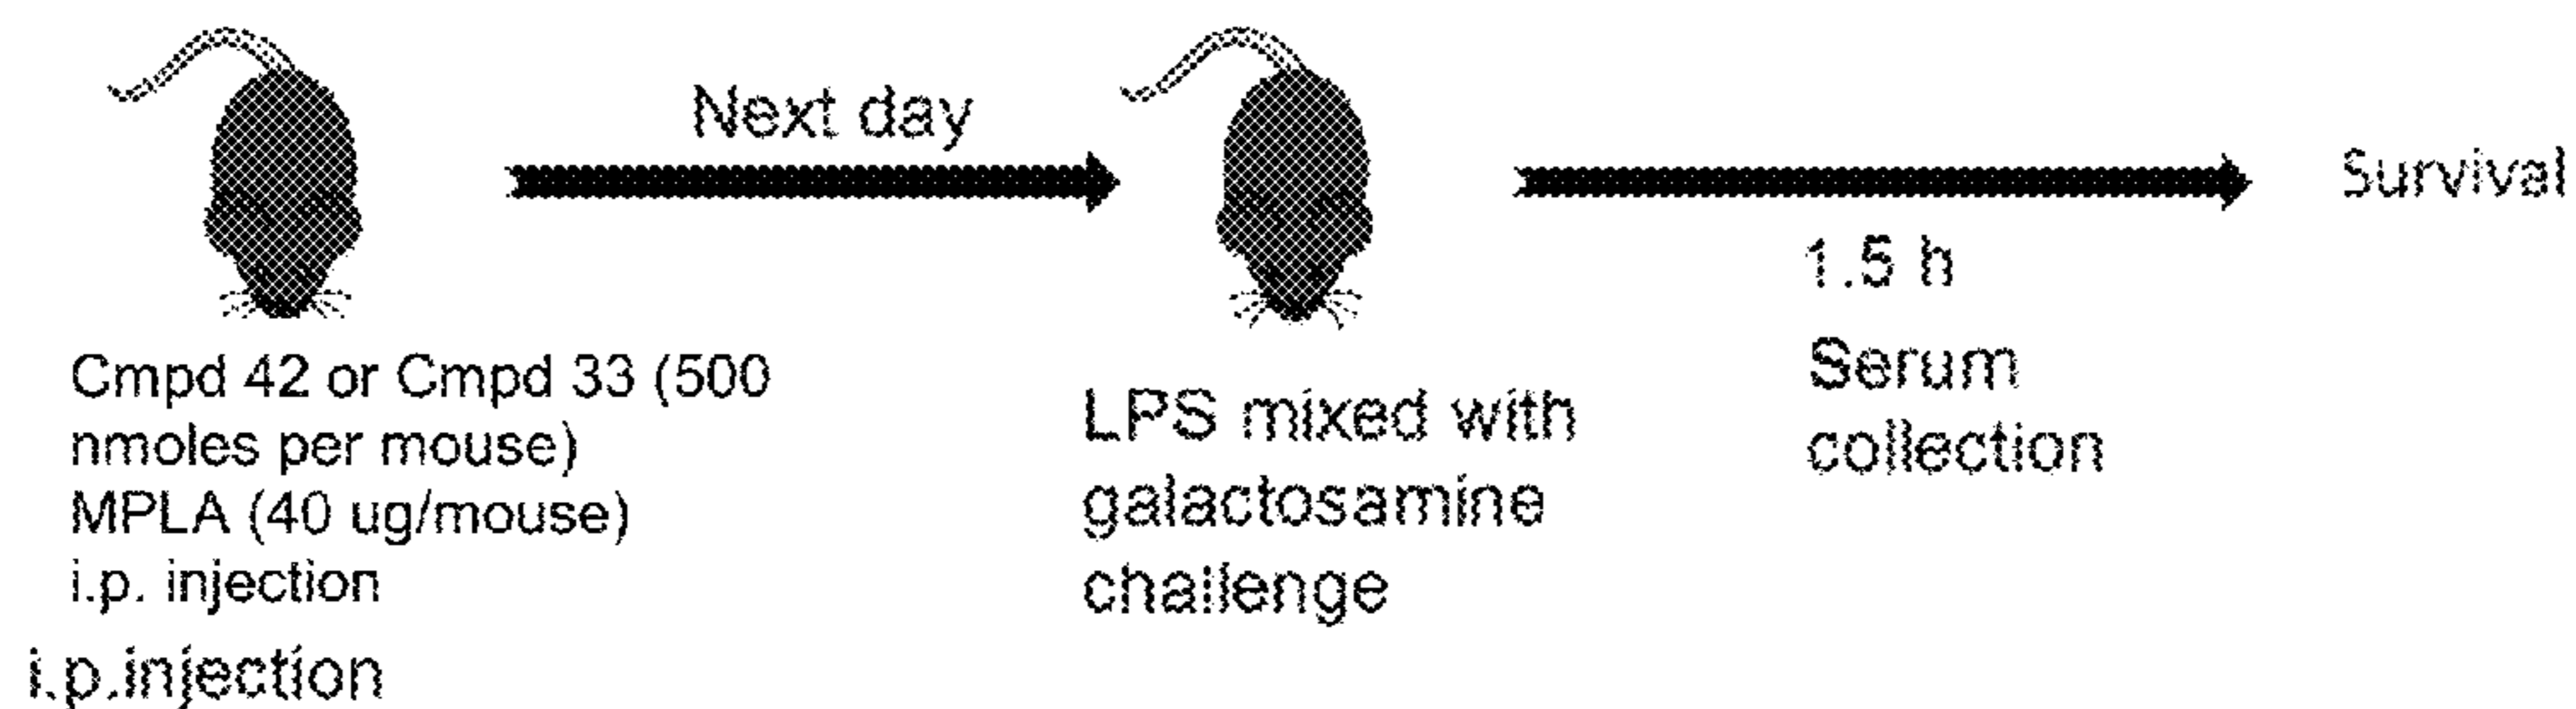 Next day
Survival
1.5 h
Serum
collection
Cmpd 42 or Cmpd 33 (500
nmoles per mouse)
MPLA (40 ug/mouse)
i.p. injection
i.p.injection
LPS mixed with
galactosamine
challenge